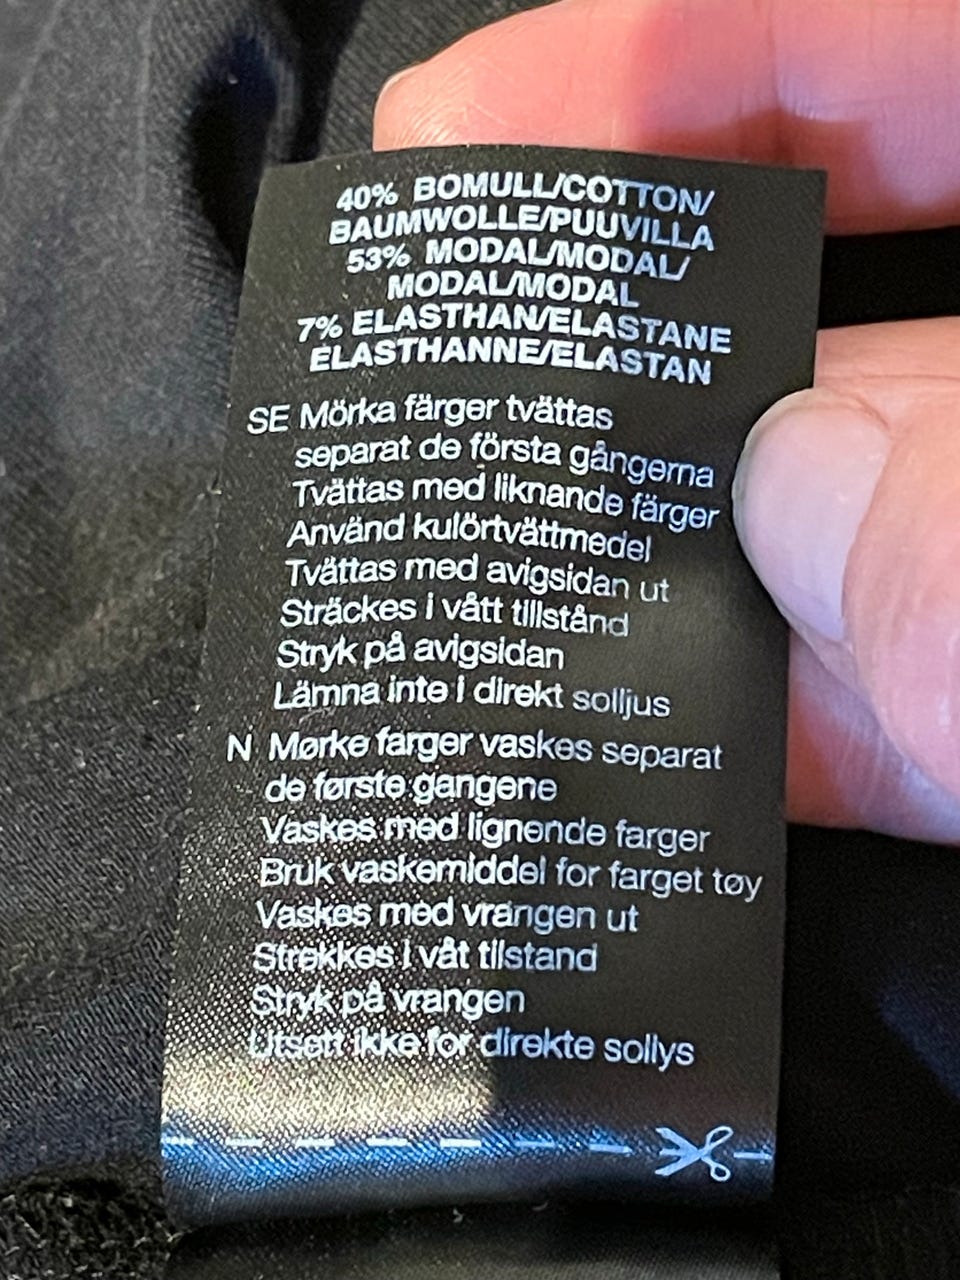 40% BOMULL/COTTON/
BAUMWOLLE/PUUVILLA
53% MODAL/MODAL/
MODAL/MODAL
7% ELASTHAN/ELASTANE
ELASTHANNE/ELASTAN
SE Mörka färger tvättas
separat de första gångerna
Tvättas med liknande färger
Använd kulörtvättmedel
Tvättas med avigsidan ut
Sträckes i vått tillstånd
Stryk på avigsidan
Lämna inte i direkt solljus
N Mørke farger vaskes separat
de første gangene
Vaskes med lignende farger
Bruk vaskemiddel for farget tøy
Vaskes med vrangen ut
Strekkes i våt tilstand
Stryk på vrangen
Utsett ikke for direkte sollys